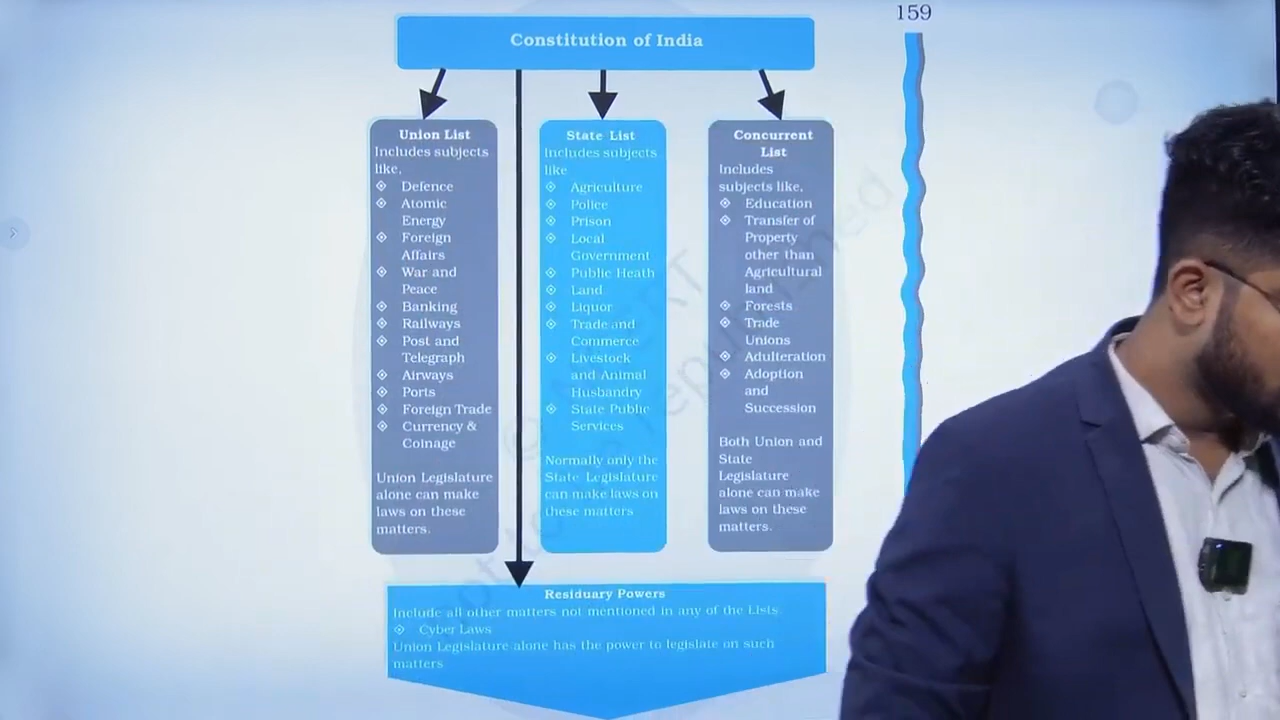 159
Constitution of India
Union List
Includes subjects
like,
Defence
Atomic
Energy
Foreign
Affairs
War and
Peace
Banking
Railways
Post and
Telegraph
Airways
Ports
Foreign Trade
Currency &
Coinage
Union Legislature
alone can make
laws on these
matters.
State List
Includes subjects
like
Agriculture
Police
Prison
Local
Government
Public Heath
Land
Liquor
Trade and
Commerce
Livestock
and Animal
Husbandry
State Public
Services
Normally only the
State Legislature
can make laws on
these matters
Concurrent
List
Includes
subjects like,
Education
Transfer of
Property
other than
Agricultural
land
Forests
Trade
Unions
Adulteration
Adoption
and
Succession
Both Union and
State
Legislature
alone can make
laws on these
matters.
Residuary Powers
Include all other matters not mentioned in any of the Lists
Cyber Laws
Union Legislature alone has the power to legislate on such
matters